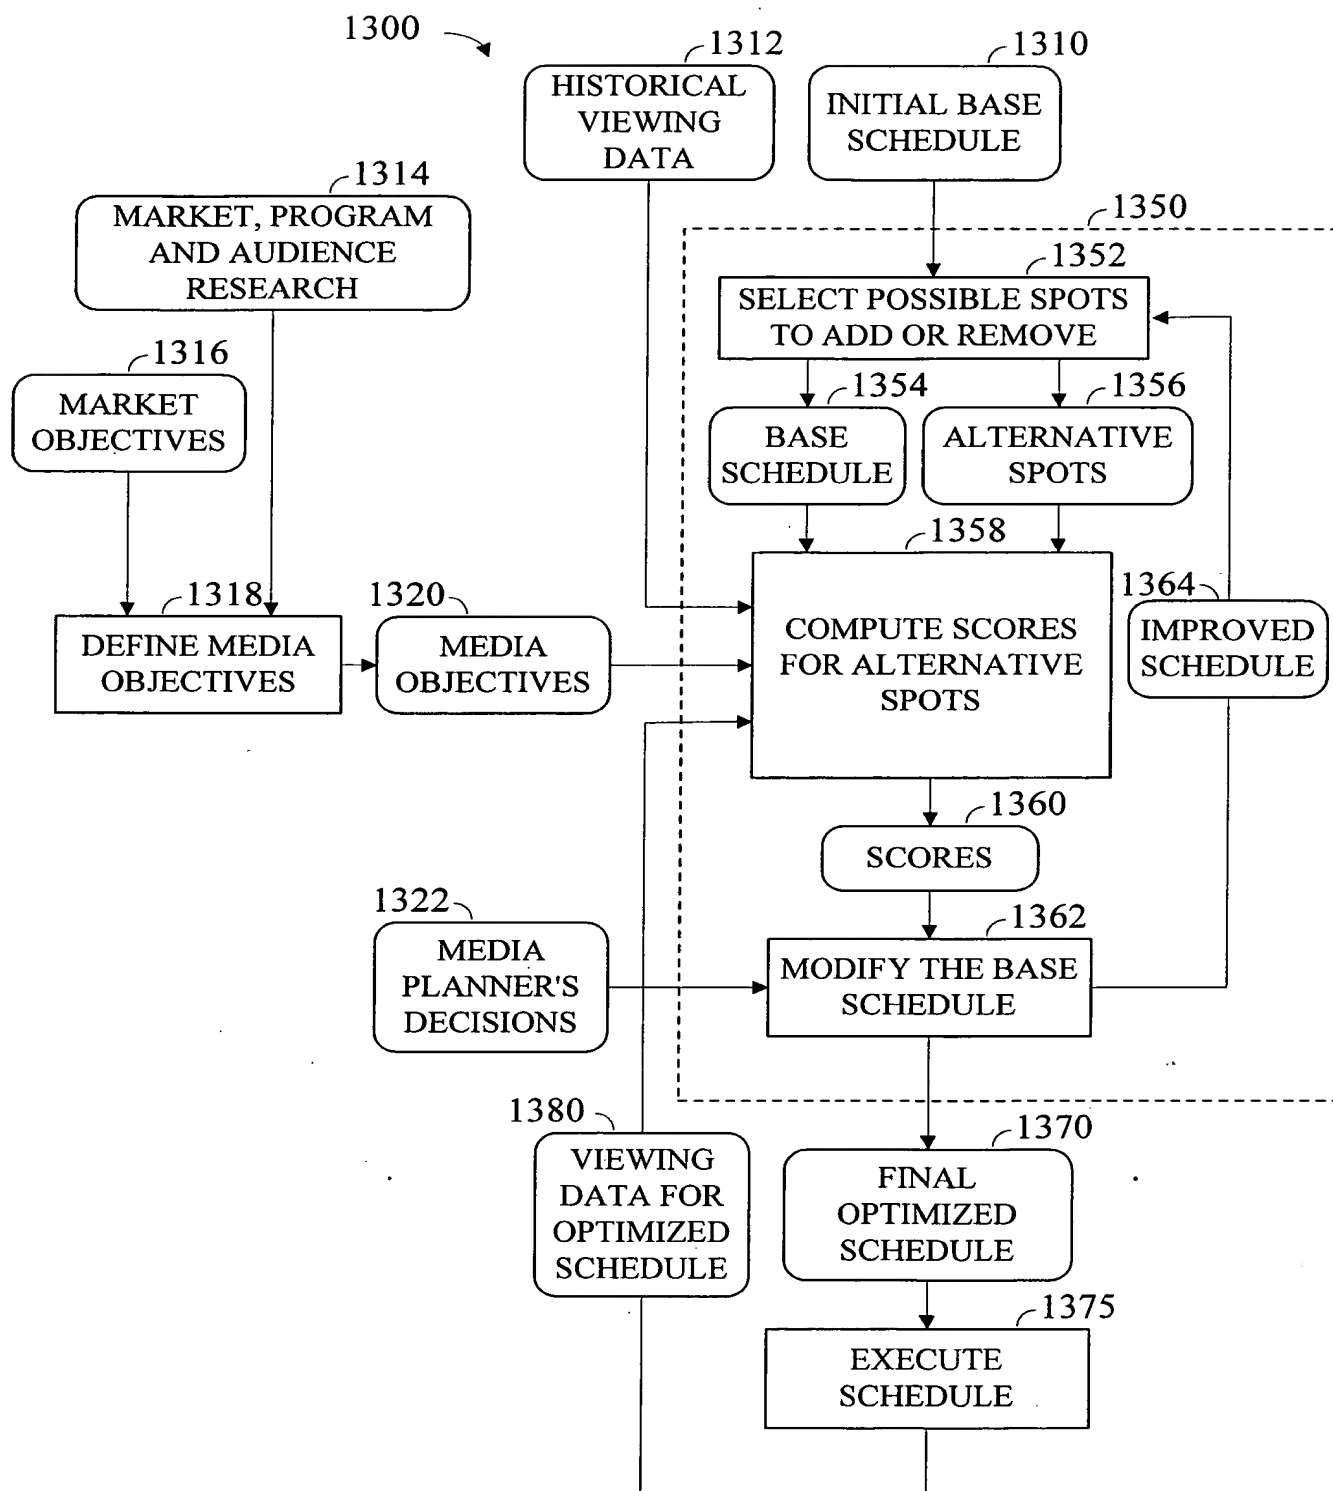 1300
1312
1310
HISTORICAL
VIEWING
DATA
INITIAL BASE
SCHEDULE
1314
MARKET, PROGRAM
AND AUDIENCE
RESEARCH
1350
1352
SELECT POSSIBLE SPOTS
TO ADD OR REMOVE
1316
MARKET
OBJECTIVES
1354
1356
BASE
SCHEDULE
ALTERNATIVE
SPOTS
1358
1318
1320
1364
DEFINE MEDIA
OBJECTIVES
MEDIA
OBJECTIVES
COMPUTE SCORES
FOR ALTERNATIVE
SPOTS
IMPROVED
SCHEDULE
1360
SCORES
1322
1362
MEDIA
PLANNER'S
DECISIONS
MODIFY THE BASE
SCHEDULE
1380
1370
VIEWING
DATA FOR
OPTIMIZED
SCHEDULE
FINAL
OPTIMIZED
SCHEDULE
1375
EXECUTE
SCHEDULE